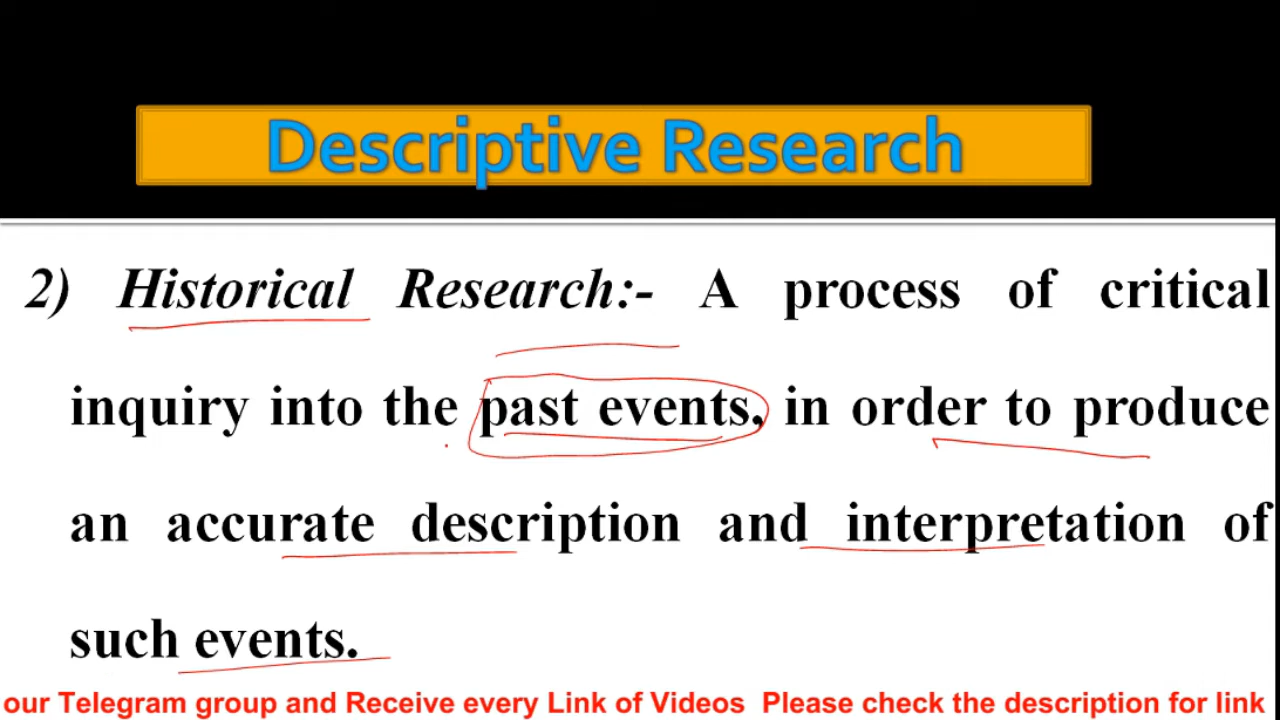 Descriptive Research
2) Historical Research:- A process of critical
inquiry into the past events, in order to produce
an accurate description and interpretation of
such events.
our Telegram group and Receive every Link of Videos Please check the description for link